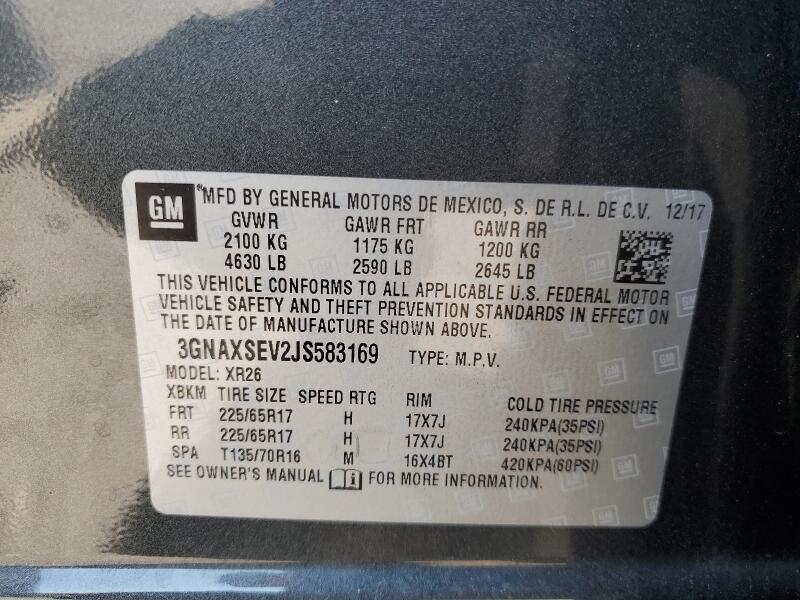 GM ® MFD BY GENERAL MOTORS DE MEXICO, S. DE R.L. DE C.V. 12/17
GVWR GAWR FRT GAWR RR
2100 KG 1175 KG 1200 KG
4630 LB 2590 LB 2645 LB
THIS VEHICLE CONFORMS TO ALL APPLICABLE U.S. FEDERAL MOTOR
VEHICLE SAFETY AND THEFT PREVENTION STANDARDS IN EFFECT ON
THE DATE OF MANUFACTURE SHOWN ABOVE.
3GNAXSEV2JS583169 TYPE: M.P.V.
MODEL: XR26
XBKM TIRE SIZE SPEED RTG RIM COLD TIRE PRESSURE
FRT 225/65R17 H 17X7J 240KPA(35PSI)
RR 225/65R17 H 17X7J 240KPA(35PSI)
SPA T135/70R16 M 16X4BT 420KPA(60PSI)
SEE OWNER'S MANUAL FOR MORE INFORMATION.